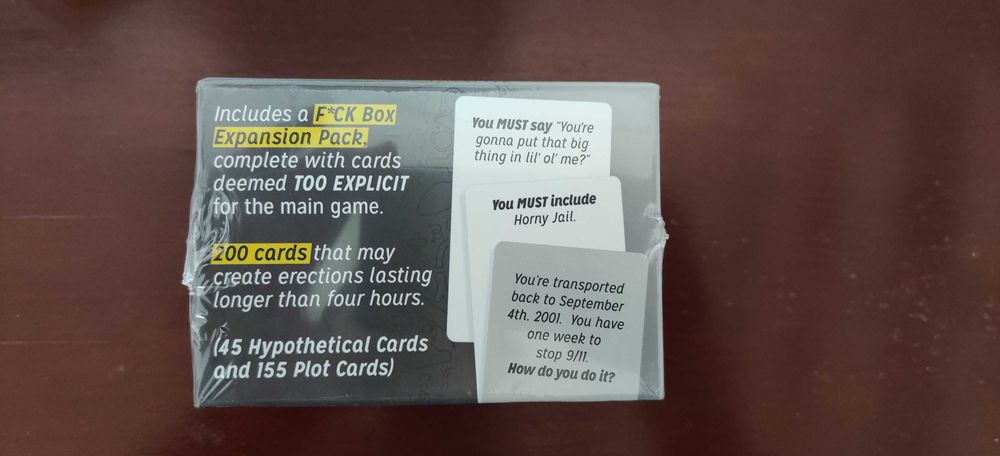 Includes a F*CK Box
Expansion Pack,
complete with cards
deemed TOO EXPLICIT
for the main game.
200 cards that may
create erections lasting
longer than four hours.
(45 Hypothetical Cards
and 155 Plot Cards)
You MUST say "You're
gonna put that big
thing in lil' ol' me?"
You MUST include
Horny Jail.
You're transported
back to September
4th, 2001. You have
one week to
stop 9/11.
How do you do it?